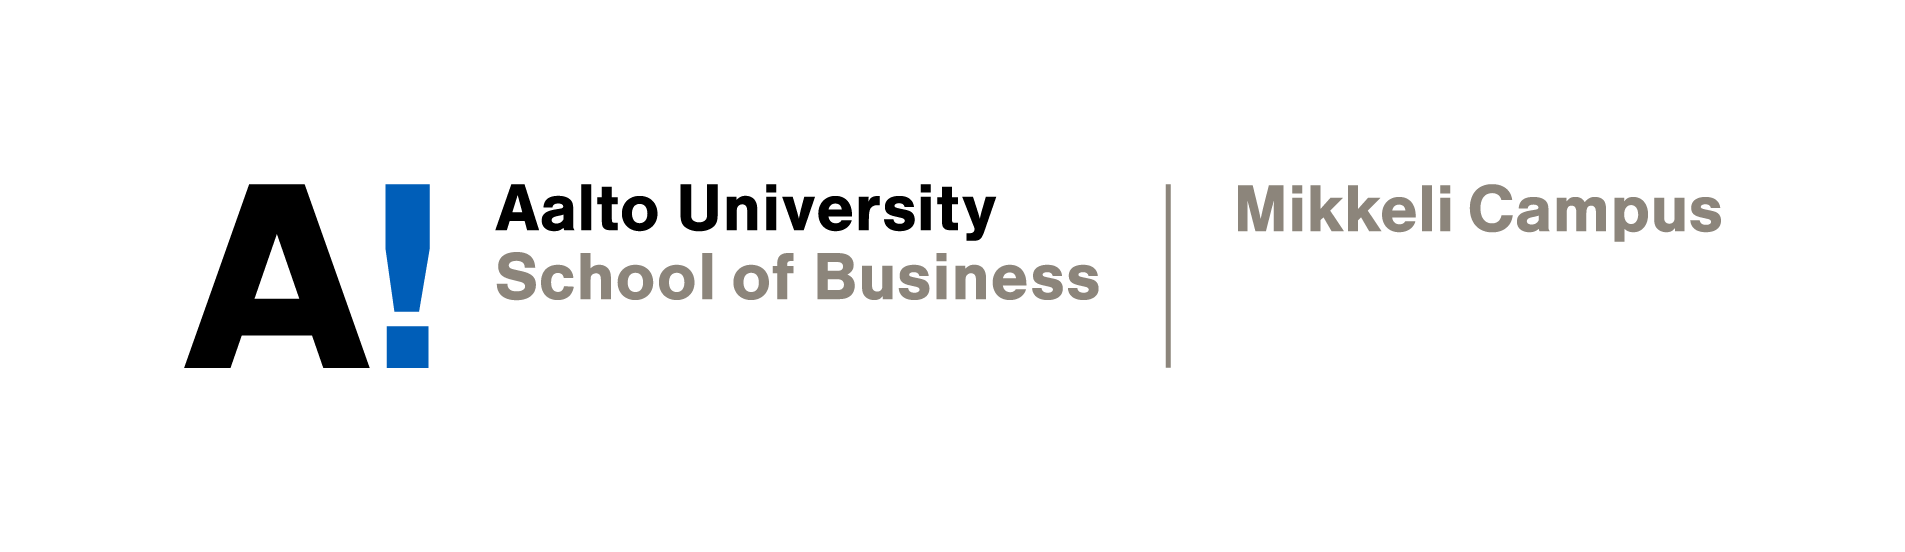 A!
Aalto University
School of Business
Mikkeli Campus